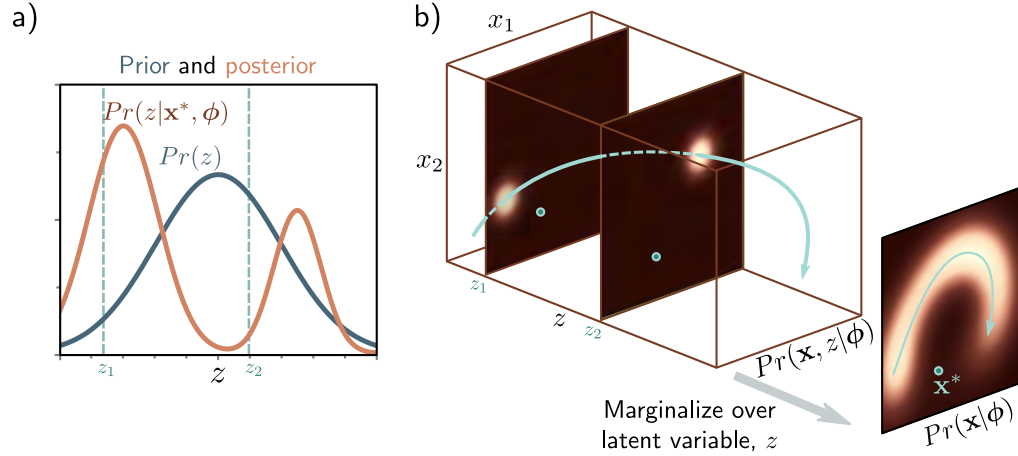 a)
Prior and posterior
Pr(z|x*, ϕ)
Pr(z)
z₁
z
z₂
b)
x₁
x₂
z₁
z
z₂
Pr(x, z|ϕ)
Marginalize over
latent variable, z
x*
Pr(x|ϕ)